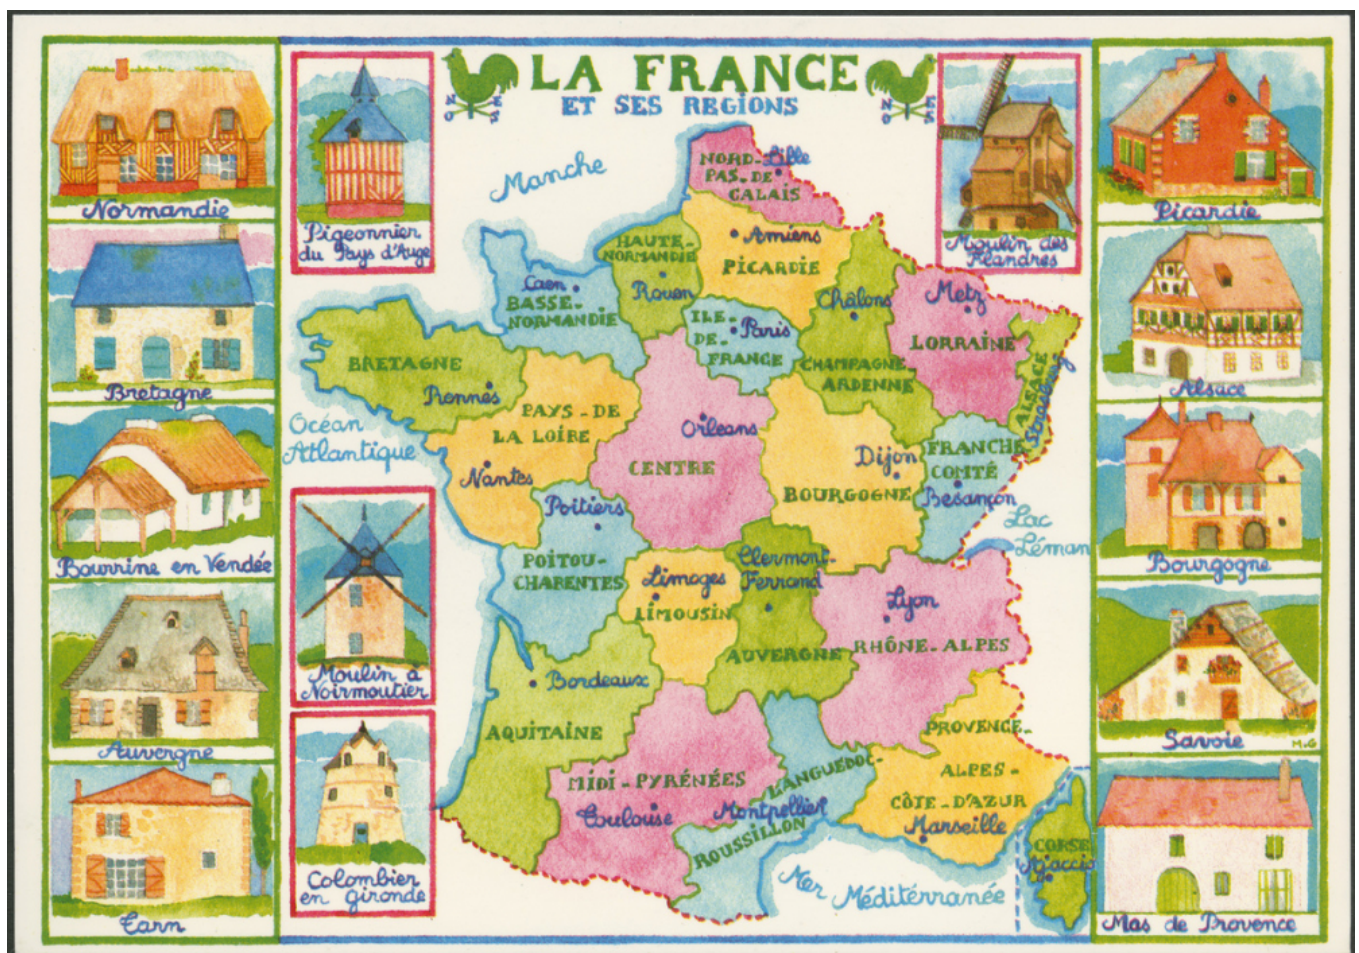 LA FRANCE
ET SES REGIONS
N
O
E
S
N
O
E
S
Normandie
Bretagne
Bourrine en Vendée
Auvergne
Tarn
Pigeonnier
du Pays d'Auge
Moulin à
Noirmoutier
Colombier
en gironde
Moulin des
Flandres
Picardie
Alsace
Bourgogne
Savoie
M.G
Mas de Provence
Manche
Océan
Atlantique
Lac
Léman
Mer Méditérranée
NORD-
PAS-DE
CALAIS
Lille
HAUTE-
NORMANDIE
Rouen
Amiens
PICARDIE
Caen
BASSE-
NORMANDIE
ILE-
DE-
FRANCE
Paris
Châlons
CHAMPAGNE
ARDENNE
Metz
LORRAINE
ALSACE
Strasbourg
BRETAGNE
Rennes
PAYS-DE
LA LOIRE
Nantes
Orléans
CENTRE
Dijon
BOURGOGNE
FRANCHE
COMTÉ
Besançon
Poitiers
POITOU-
CHARENTES
Limoges
LIMOUSIN
Clermont-
Ferrand
AUVERGNE
Lyon
RHÔNE-ALPES
Bordeaux
AQUITAINE
MIDI-PYRÉNÉES
Toulouse
LANGUEDOC-
Montpellier
ROUSSILLON
PROVENCE-
ALPES-
CÔTE-D'AZUR
Marseille
CORSE
Ajaccio